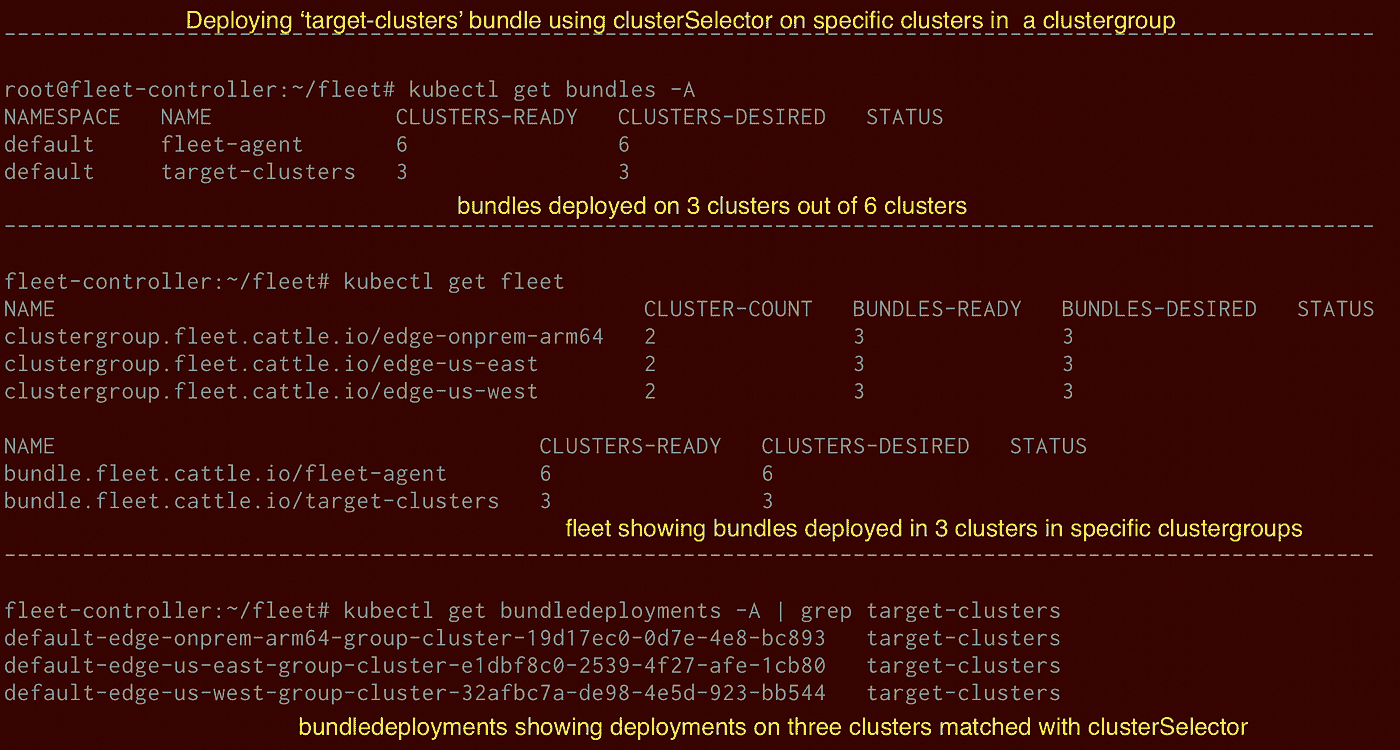 Deploying ‘target-clusters’ bundle using clusterSelector on specific clusters in  a clustergroup
---------------------------------------------------------------------------------------------------------
root@fleet-controller:~/fleet# kubectl get bundles -A
NAMESPACE   NAME              CLUSTERS-READY   CLUSTERS-DESIRED   STATUS
default     fleet-agent       6                6
default     target-clusters   3                3
bundles deployed on 3 clusters out of 6 clusters
---------------------------------------------------------------------------------------------------------
fleet-controller:~/fleet# kubectl get fleet
NAME                                             CLUSTER-COUNT   BUNDLES-READY   BUNDLES-DESIRED   STATUS
clustergroup.fleet.cattle.io/edge-onprem-arm64   2               3               3
clustergroup.fleet.cattle.io/edge-us-east        2               3               3
clustergroup.fleet.cattle.io/edge-us-west        2               3               3
NAME                                     CLUSTERS-READY   CLUSTERS-DESIRED   STATUS
bundle.fleet.cattle.io/fleet-agent       6                6
bundle.fleet.cattle.io/target-clusters   3                3
fleet showing bundles deployed in 3 clusters in specific clustergroups
---------------------------------------------------------------------------------------------------------
fleet-controller:~/fleet# kubectl get bundledeployments -A | grep target-clusters
default-edge-onprem-arm64-group-cluster-19d17ec0-0d7e-4e8-bc893   target-clusters
default-edge-us-east-group-cluster-e1dbf8c0-2539-4f27-afe-1cb80   target-clusters
default-edge-us-west-group-cluster-32afbc7a-de98-4e5d-923-bb544   target-clusters
bundledeployments showing deployments on three clusters matched with clusterSelector